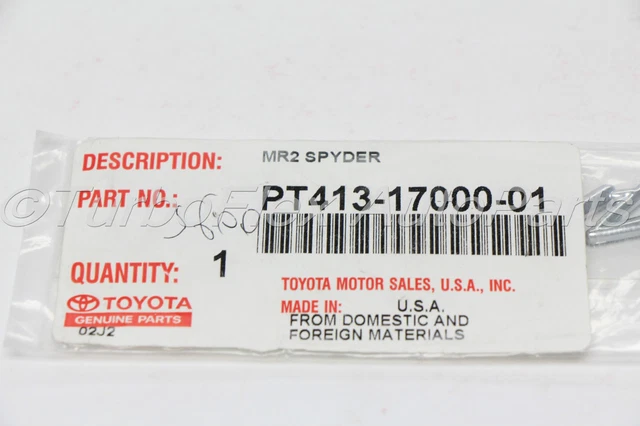 DESCRIPTION: MR2 SPYDER
PART NO.: PT413-17000-01
QUANTITY: 1
TOYOTA MOTOR SALES, U.S.A., INC.
MADE IN: U.S.A.
FROM DOMESTIC AND
FOREIGN MATERIALS
TOYOTA
GENUINE PARTS
02J2